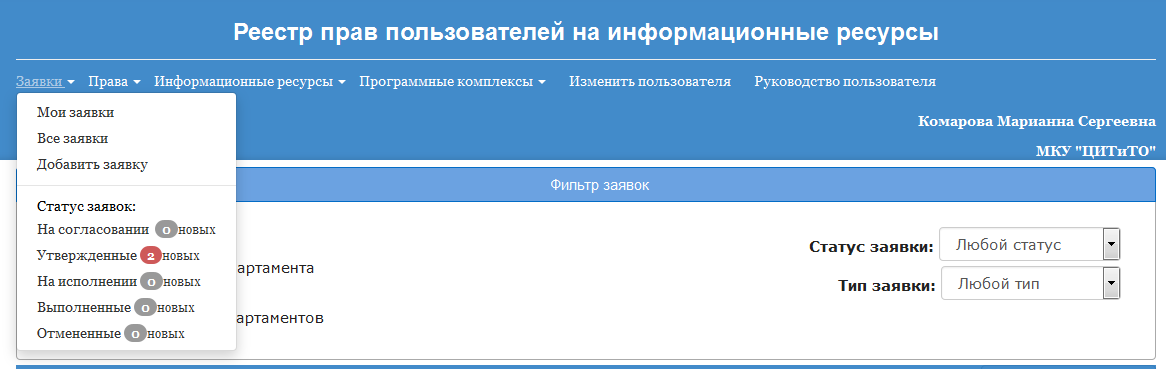 Реестр прав пользователей на информационные ресурсы
Заявки Права Информационные ресурсы Программные комплексы Изменить пользователя Руководство пользователя
Комарова Марианна Сергеевна
МКУ "ЦИТиТО"
Мои заявки
Все заявки
Добавить заявку
Статус заявок:
На согласовании 0 новых
Утвержденные 2 новых
На исполнении 0 новых
Выполненные 0 новых
Отмененные 0 новых
Фильтр заявок
артамента
артаментов
Статус заявки: Любой статус
Тип заявки: Любой тип